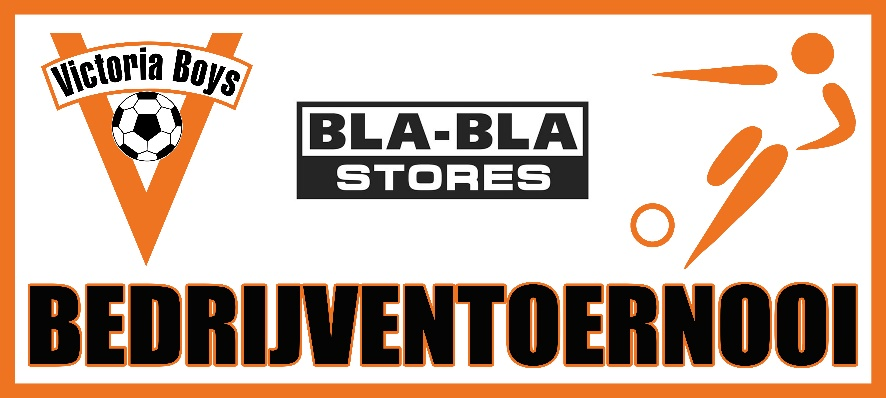 Victoria Boys
BLA-BLA
STORES
BEDRIJVENTOERNOOI